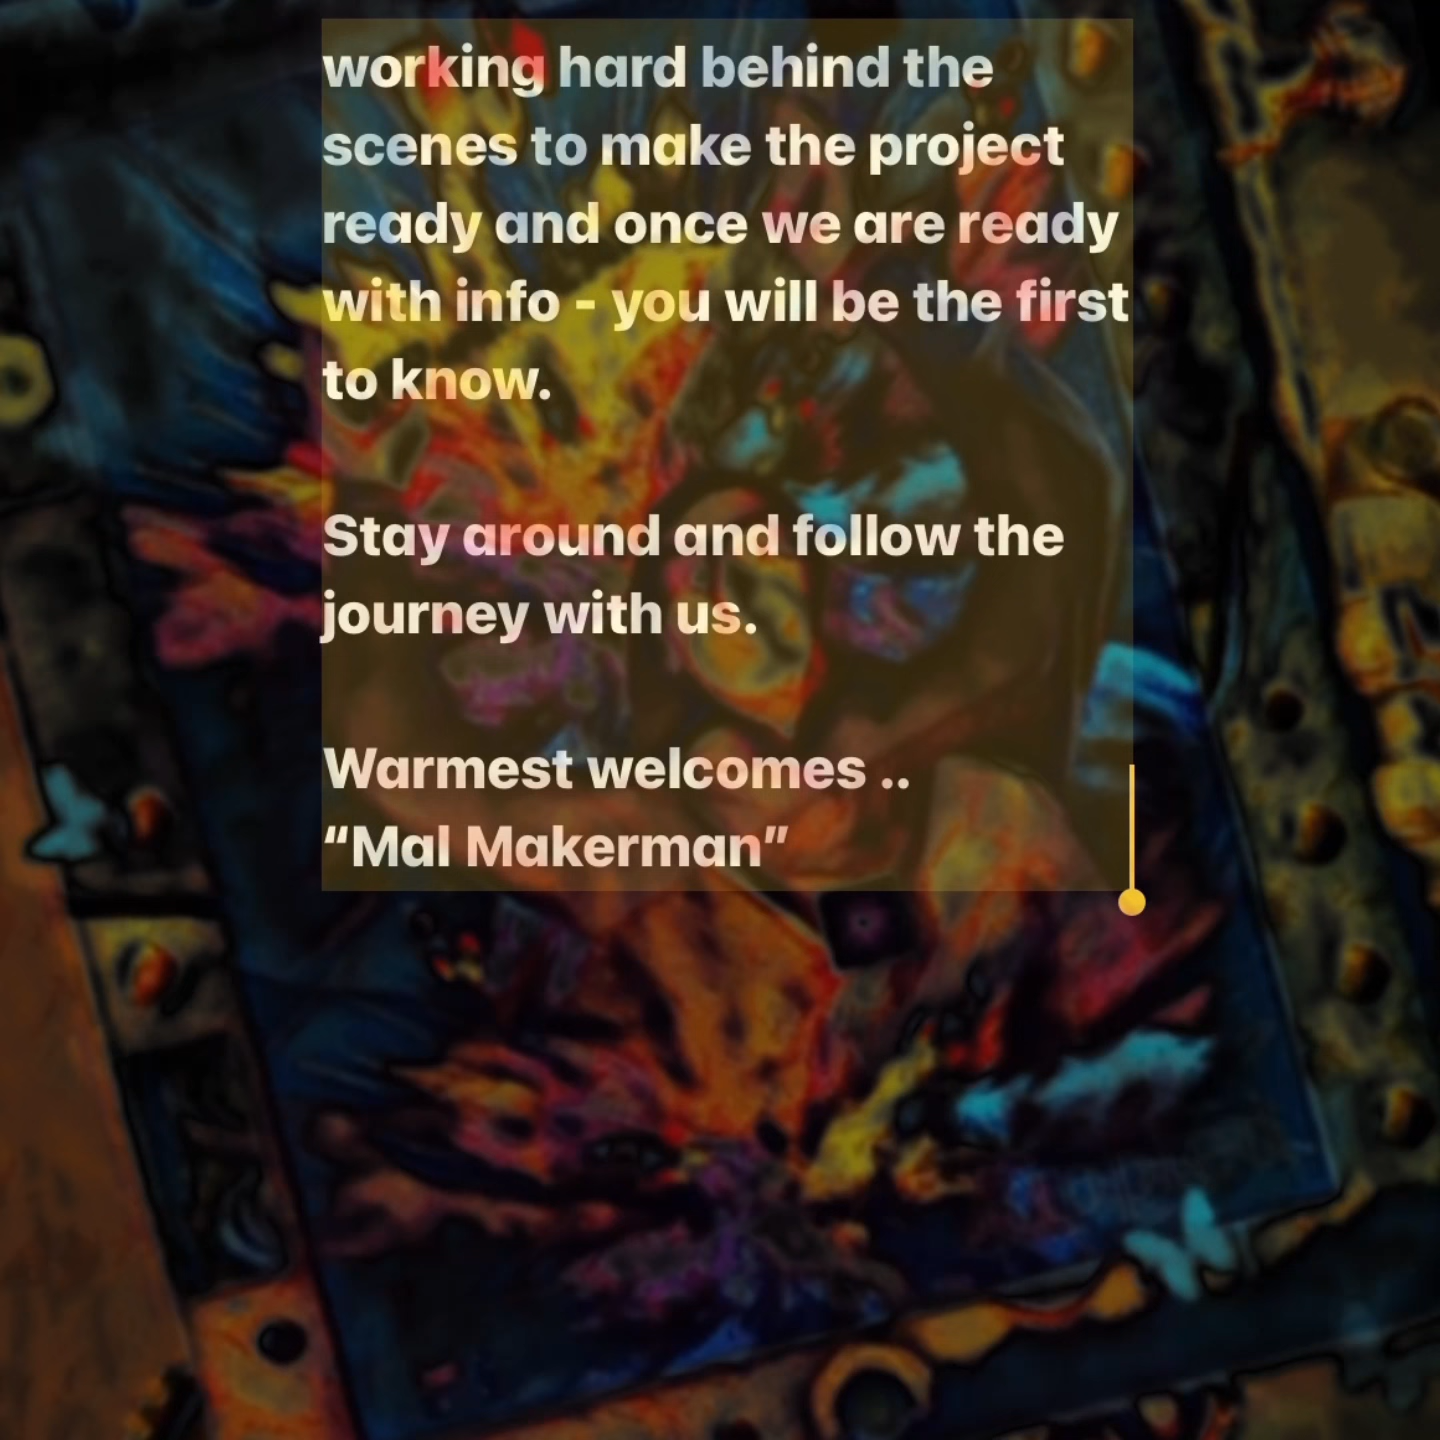 working hard behind the
scenes to make the project
ready and once we are ready
with info - you will be the first
to know.
Stay around and follow the
journey with us.
Warmest welcomes ..
“Mal Makerman”